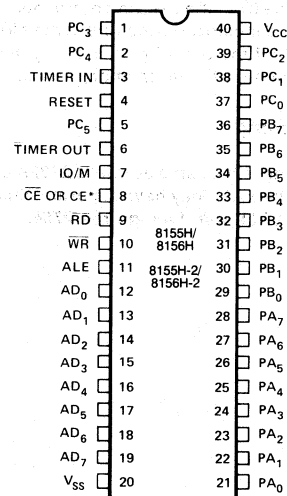 PC₃ 1 40 V_CC
PC₄ 2 39 PC₂
TIMER IN 3 38 PC₁
RESET 4 37 PC₀
PC₅ 5 36 PB₇
T̅IMER OUT 6 35 PB₆
IO/M̅ 7 34 PB₅
C̅E̅ OR CE* 8 33 PB₄
R̅D̅ 9 32 PB₃
W̅R̅ 10 8155H/ 31 PB₂
8156H
ALE 11 8155H-2/ 30 PB₁
8156H-2
AD₀ 12 29 PB₀
AD₁ 13 28 PA₇
AD₂ 14 27 PA₆
AD₃ 15 26 PA₅
AD₄ 16 25 PA₄
AD₅ 17 24 PA₃
AD₆ 18 23 PA₂
AD₇ 19 22 PA₁
V_SS 20 21 PA₀